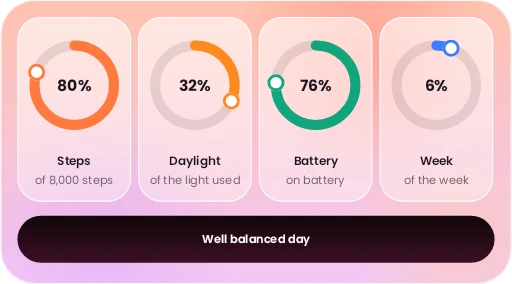 80%
Steps
of 8,000 steps
32%
Daylight
of the light used
76%
Battery
on battery
6%
Week
of the week
Well balanced day